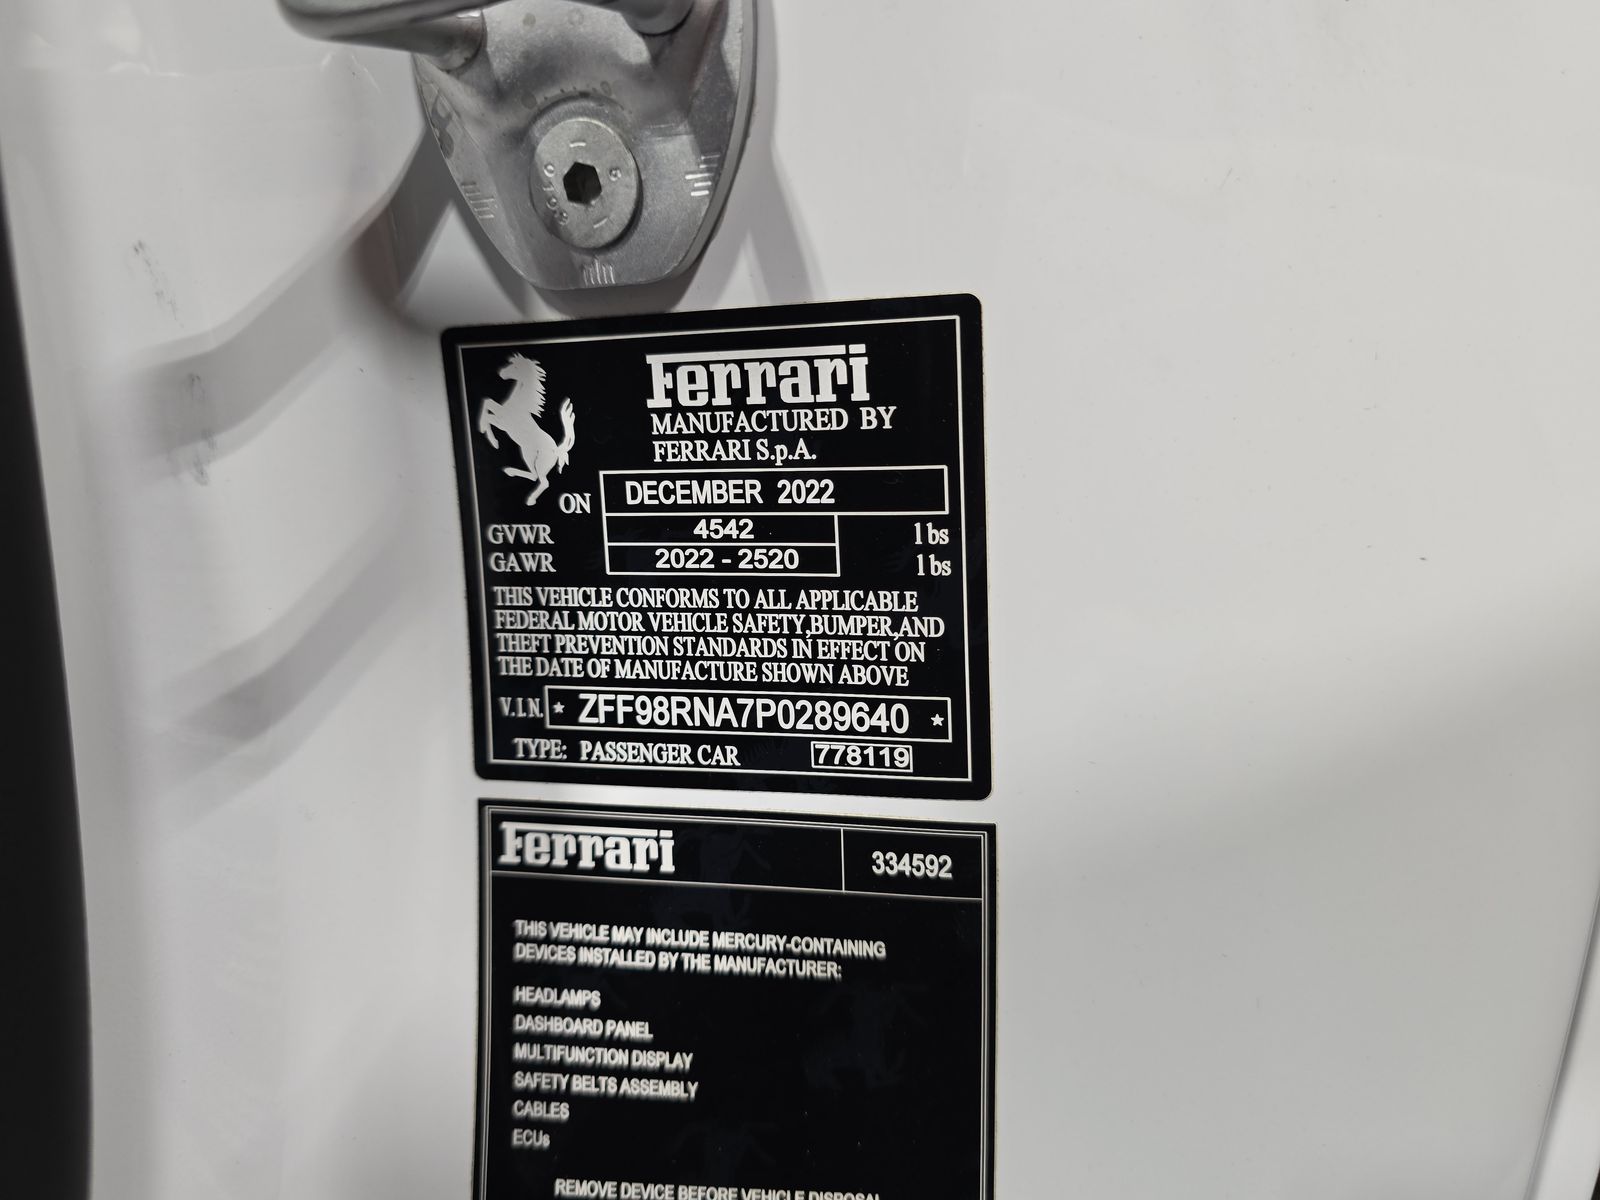 Ferrari
MANUFACTURED BY
FERRARI S.p.A.
ON DECEMBER 2022
GVWR 4542 lbs
GAWR 2022 - 2520 lbs
THIS VEHICLE CONFORMS TO ALL APPLICABLE
FEDERAL MOTOR VEHICLE SAFETY,BUMPER,AND
THEFT PREVENTION STANDARDS IN EFFECT ON
THE DATE OF MANUFACTURE SHOWN ABOVE
V.I.N. * ZFF98RNA7P0289640 *
TYPE: PASSENGER CAR 778119
Ferrari 334592
THIS VEHICLE MAY INCLUDE MERCURY-CONTAINING
DEVICES INSTALLED BY THE MANUFACTURER:
HEADLAMPS
DASHBOARD PANEL
MULTIFUNCTION DISPLAY
SAFETY BELTS ASSEMBLY
CABLES
ECUs
REMOVE DEVICE BEFORE VEHICLE DISPOSAL